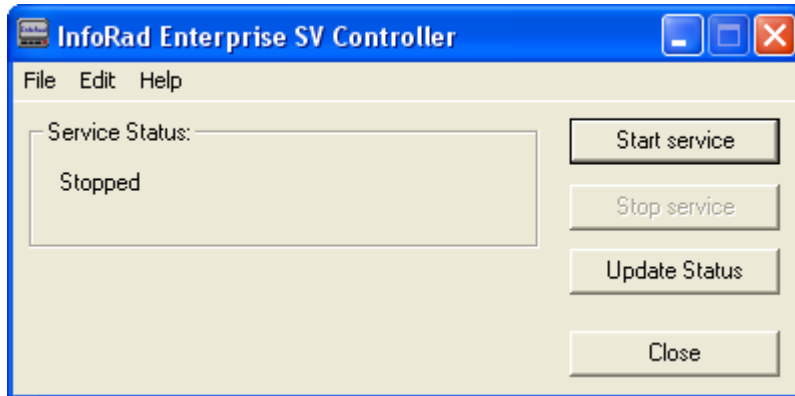 InfoRad Enterprise SV Controller
File Edit Help
Service Status:
Stopped
Start service
Stop service
Update Status
Close